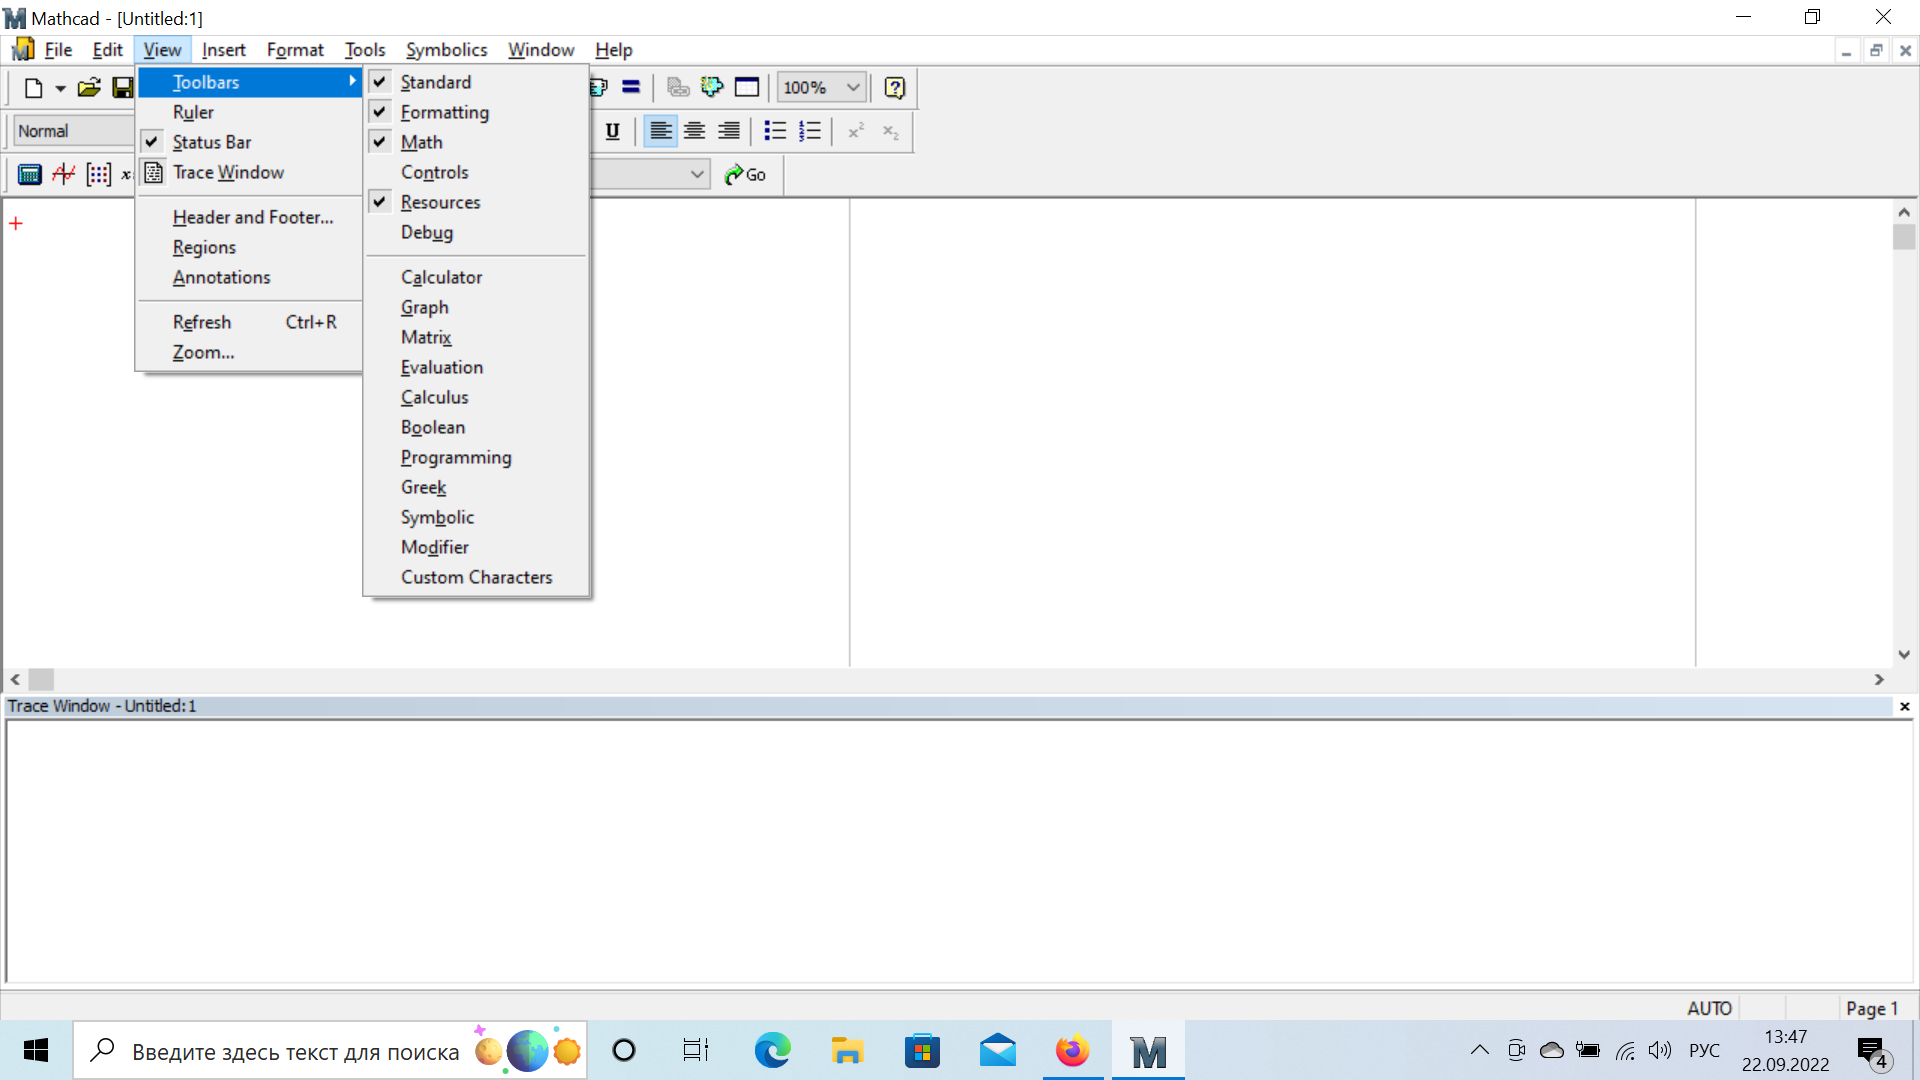 Mathcad - [Untitled:1]
File Edit View Insert Format Tools Symbolics Window Help
100%
Normal
U
Go
Toolbars
Ruler
Status Bar
Trace Window
Header and Footer...
Regions
Annotations
Refresh Ctrl+R
Zoom...
Standard
Formatting
Math
Controls
Resources
Debug
Calculator
Graph
Matrix
Evaluation
Calculus
Boolean
Programming
Greek
Symbolic
Modifier
Custom Characters
Trace Window - Untitled:1
AUTO Page 1
Введите здесь текст для поиска
РУС
13:47
22.09.2022
4